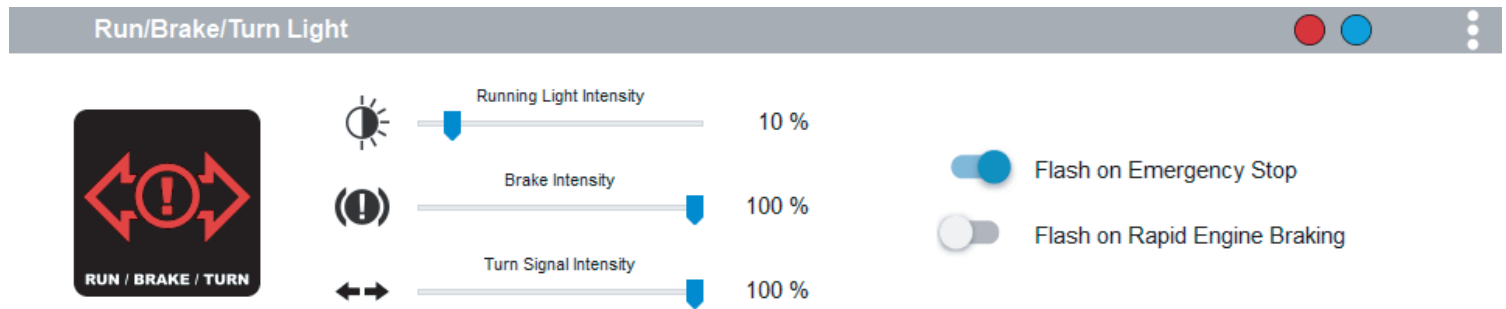 Run/Brake/Turn Light
RUN / BRAKE / TURN
Running Light Intensity
10 %
Brake Intensity
100 %
Turn Signal Intensity
100 %
Flash on Emergency Stop
Flash on Rapid Engine Braking